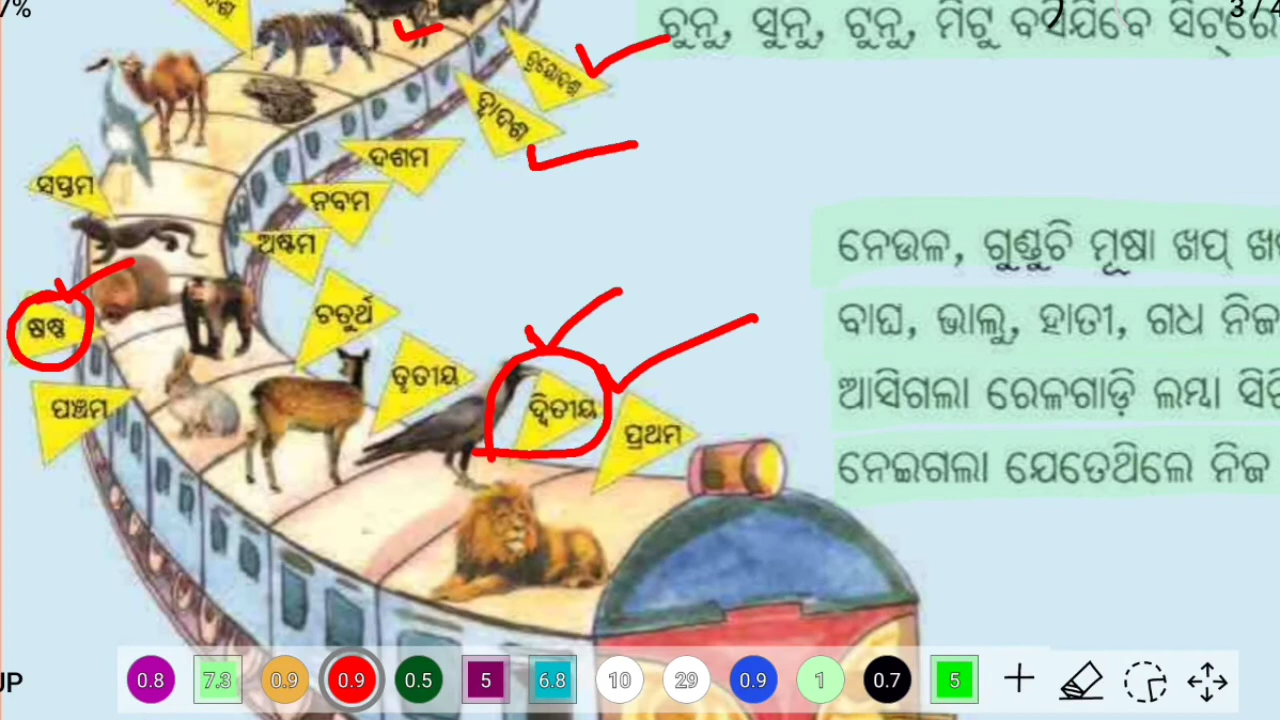 ଚୁନୁ, ସୁନୁ, ଟୁନୁ, ମିଟୁ ବସିଯିବେ
ତ୍ରୟୋଦଶ
ଦ୍ୱାଦଶ
ଦଶମ
ସପ୍ତମ
ନବମ
ଅଷ୍ଟମ
ଚତୁର୍ଥ
ଷଷ୍ଠ
ତୃତୀୟ
ପଞ୍ଚମ
ଦ୍ୱିତୀୟ
ପ୍ରଥମ
ନେଉଳ, ଗୁଣ୍ଡୁଚି ମୂଷା ଖପ୍
ବାଘ, ଭାଲୁ, ହାତୀ, ଗଧ ନିଜ
ଆସିଗଲା ରେଳଗାଡ଼ି ଲମ୍ବା
ନେଇଗଲା ଯେତେଥିଲେ ନିଜ
0.8 7.3 0.9 0.9 0.5 5 6.8 10 29 0.9 1 0.7 5